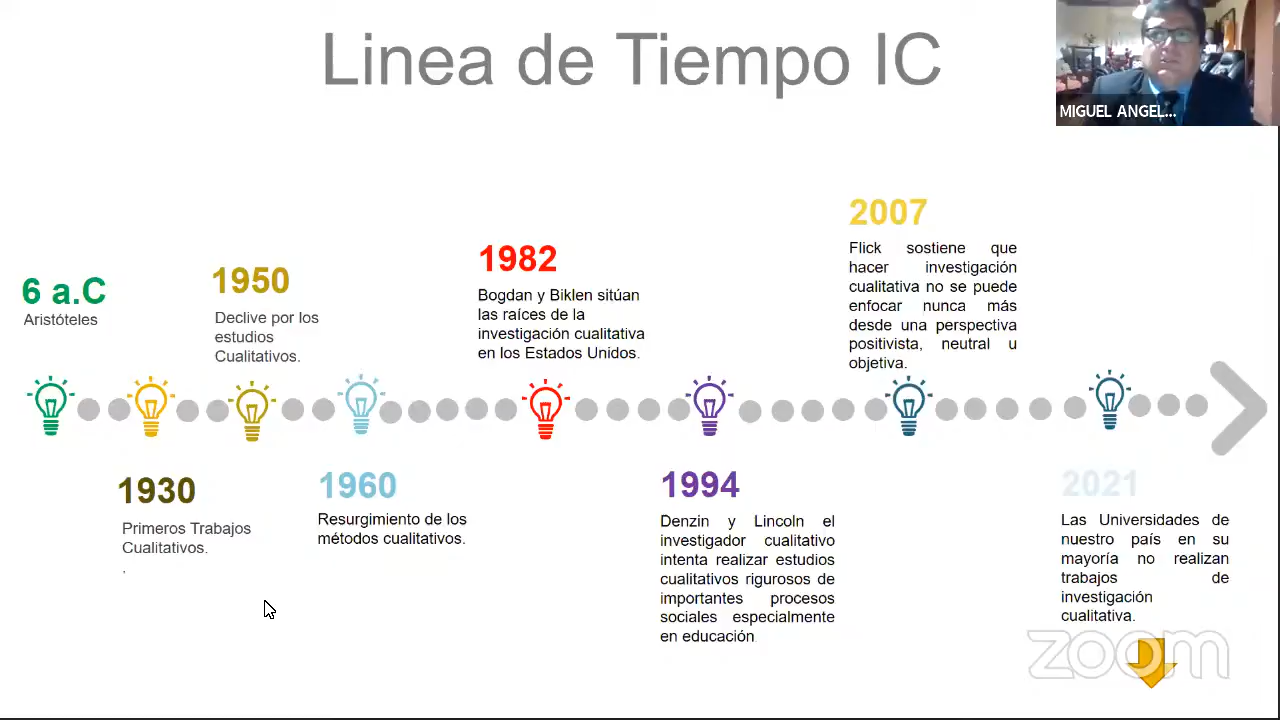 Linea de Tiempo IC
MIGUEL ANGEL...
6 a.C
Aristóteles
1950
Declive por los
estudios
Cualitativos.
1982
Bogdan y Biklen sitúan
las raíces de la
investigación cualitativa
en los Estados Unidos.
2007
Flick sostiene que
hacer investigación
cualitativa no se puede
enfocar nunca más
desde una perspectiva
positivista, neutral u
objetiva.
1930
Primeros Trabajos
Cualitativos.
.
1960
Resurgimiento de los
métodos cualitativos.
1994
Denzin y Lincoln el
investigador cualitativo
intenta realizar estudios
cualitativos rigurosos de
importantes procesos
sociales especialmente
en educación
2021
Las Universidades de
nuestro país en su
mayoría no realizan
trabajos de
investigación
cualitativa.
zoom